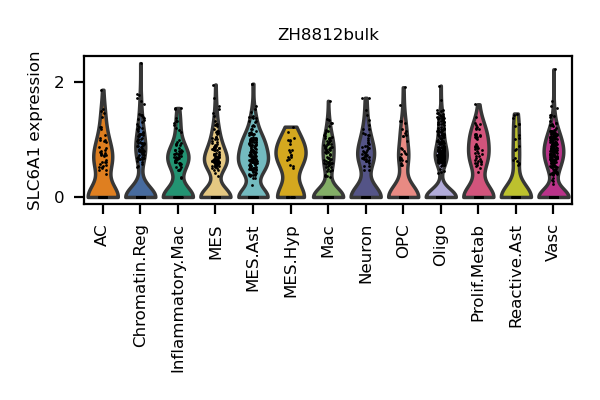 ZH8812bulk
SLC6A1 expression
2
0
AC
Chromatin.Reg
Inflammatory.Mac
MES
MES.Ast
MES.Hyp
Mac
Neuron
OPC
Oligo
Prolif.Metab
Reactive.Ast
Vasc